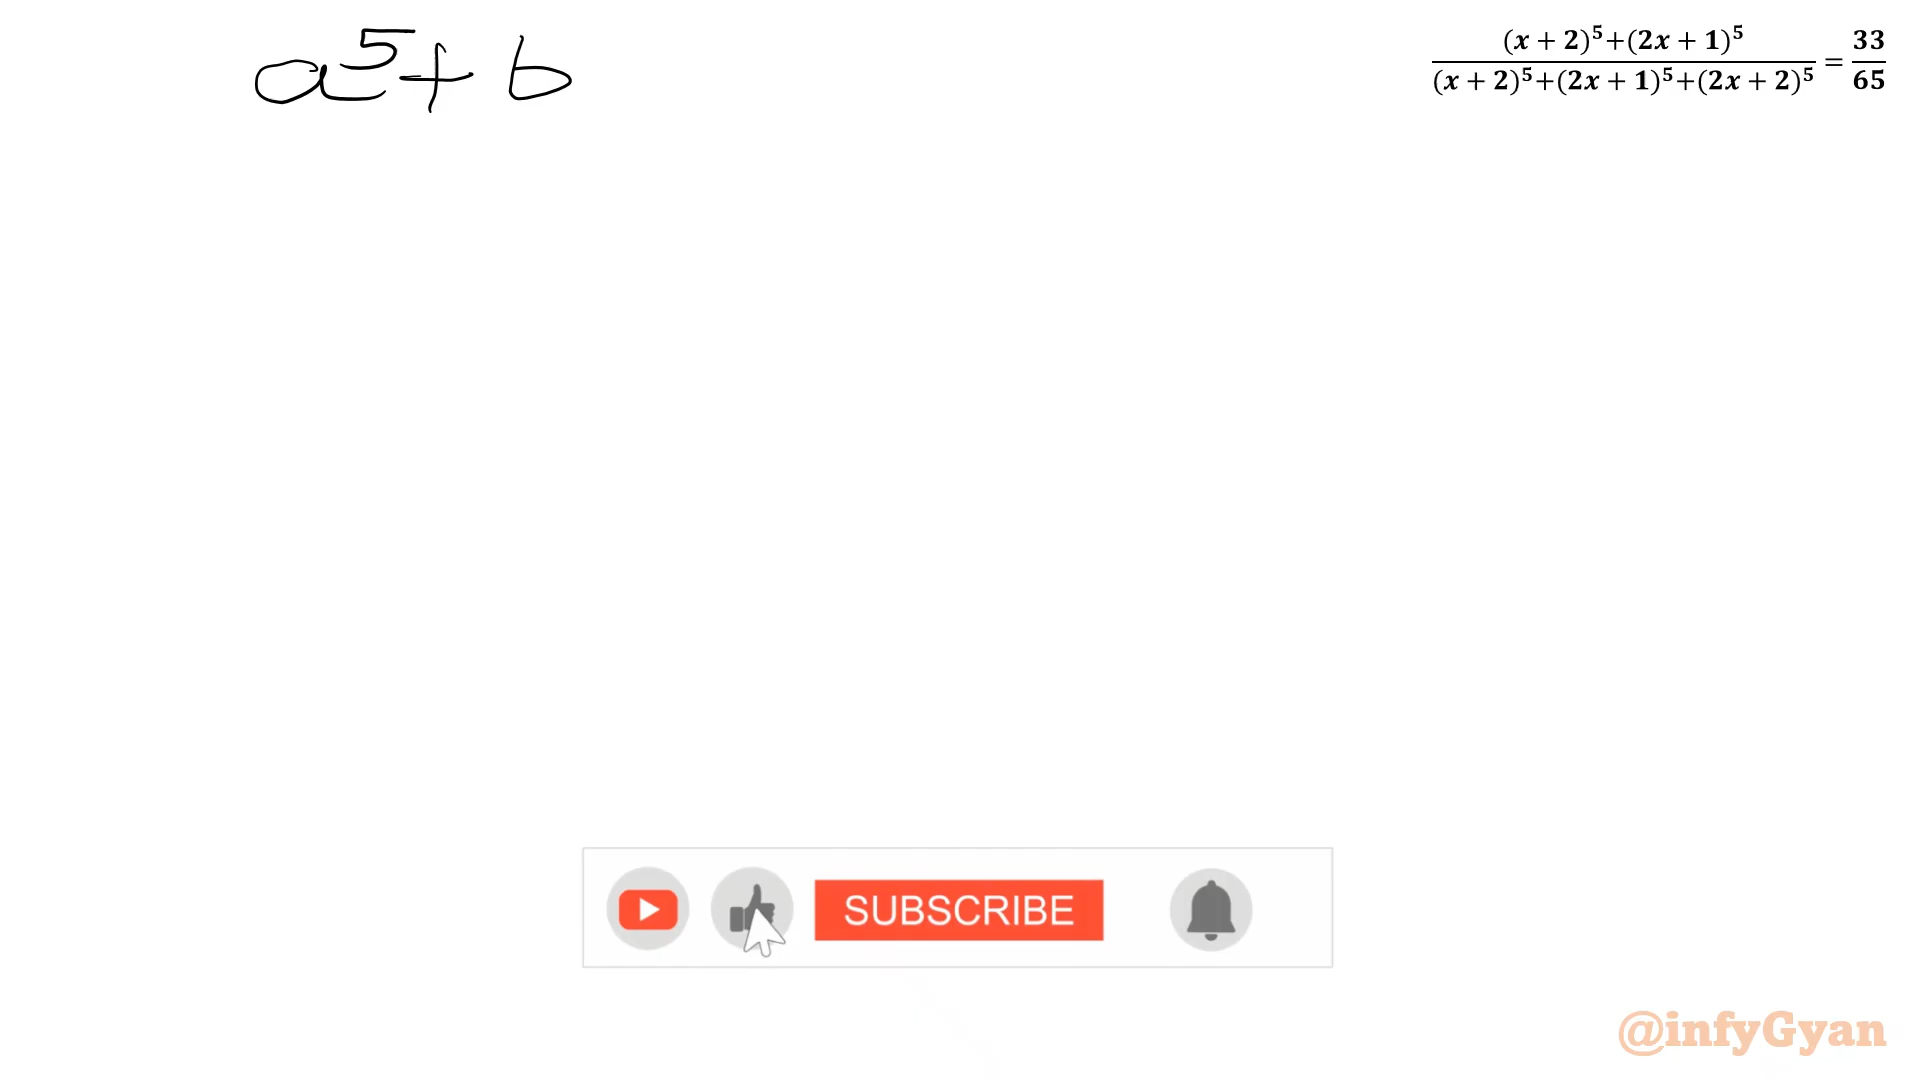 a⁵+ b
(x + 2)⁵+(2x + 1)⁵
(x + 2)⁵+(2x + 1)⁵+(2x + 2)⁵ = 33/65
SUBSCRIBE
@infyGyan